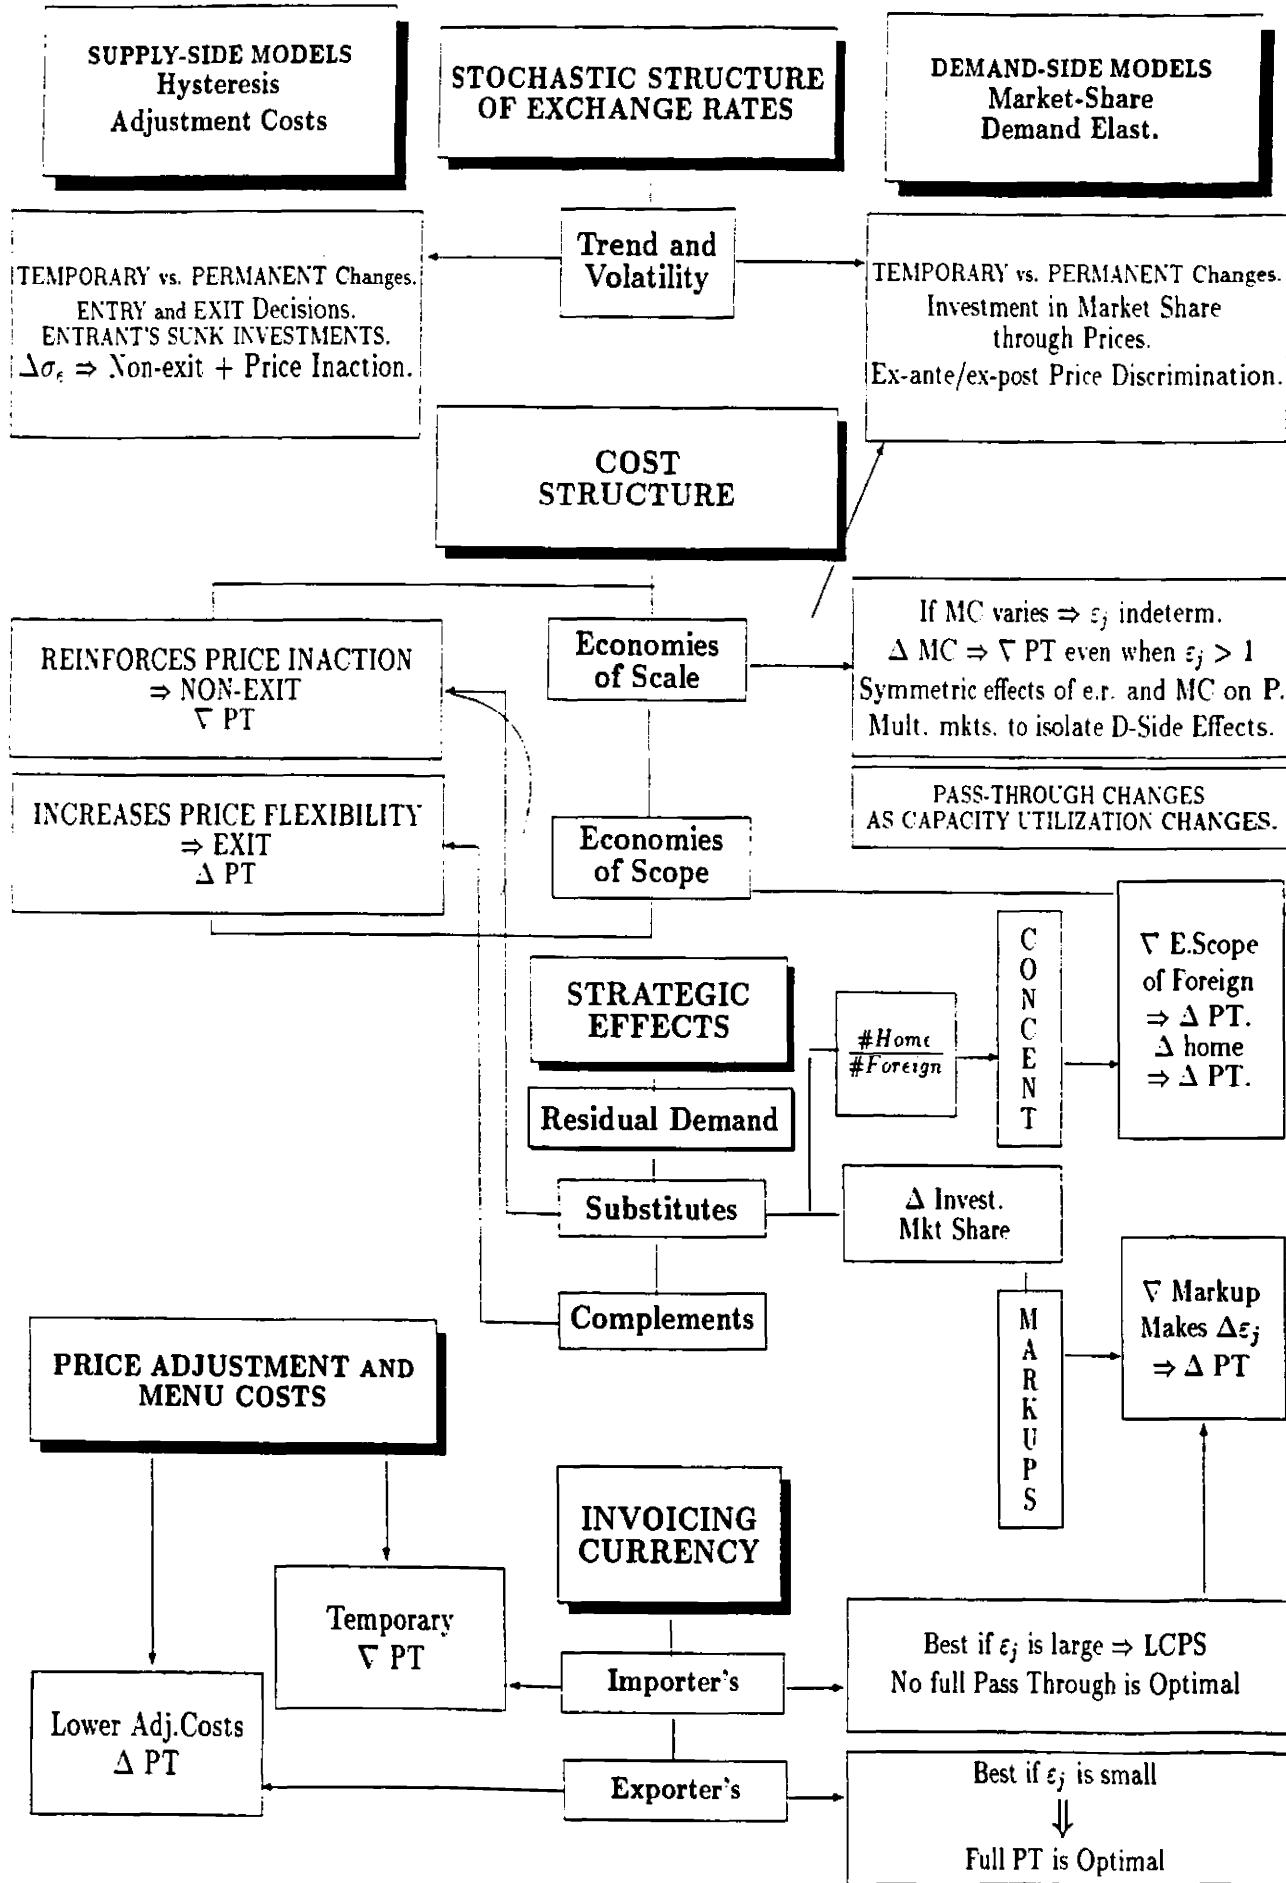 SUPPLY-SIDE MODELS
Hysteresis
Adjustment Costs
STOCHASTIC STRUCTURE
OF EXCHANGE RATES
DEMAND-SIDE MODELS
Market-Share
Demand Elast.
Trend and
Volatility
TEMPORARY vs. PERMANENT Changes.
ENTRY and EXIT Decisions.
ENTRANT'S SUNK INVESTMENTS.
Δσε ⇒ Non-exit + Price Inaction.
TEMPORARY vs. PERMANENT Changes.
Investment in Market Share
through Prices.
Ex-ante/ex-post Price Discrimination.
COST
STRUCTURE
REINFORCES PRICE INACTION
⇒ NON-EXIT
∇ PT
Economies
of Scale
If MC varies ⇒ εj indeterm.
Δ MC ⇒ ∇ PT even when εj > 1
Symmetric effects of e.r. and MC on P.
Mult. mkts. to isolate D-Side Effects.
INCREASES PRICE FLEXIBILITY
⇒ EXIT
Δ PT
Economies
of Scope
PASS-THROUGH CHANGES
AS CAPACITY UTILIZATION CHANGES.
STRATEGIC
EFFECTS
#Home
#Foreign
CONCENT
∇ E.Scope
of Foreign
⇒ Δ PT.
Δ home
⇒ Δ PT.
Residual Demand
Substitutes
Δ Invest.
Mkt Share
Complements
MARKUPS
∇ Markup
Makes Δεj
⇒ Δ PT
PRICE ADJUSTMENT AND
MENU COSTS
INVOICING
CURRENCY
Temporary
∇ PT
Importer's
Best if εj is large ⇒ LCPS
No full Pass Through is Optimal
Lower Adj.Costs
Δ PT
Exporter's
Best if εj is small
⇓
Full PT is Optimal